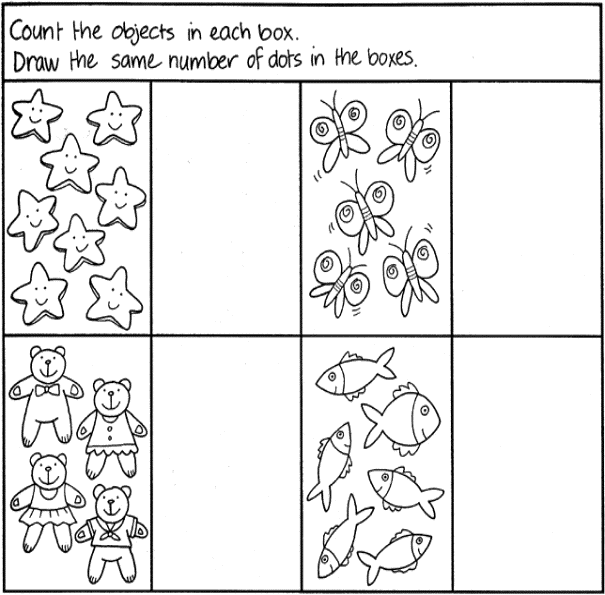 Count the objects in each box.
Draw the same number of dots in the boxes.